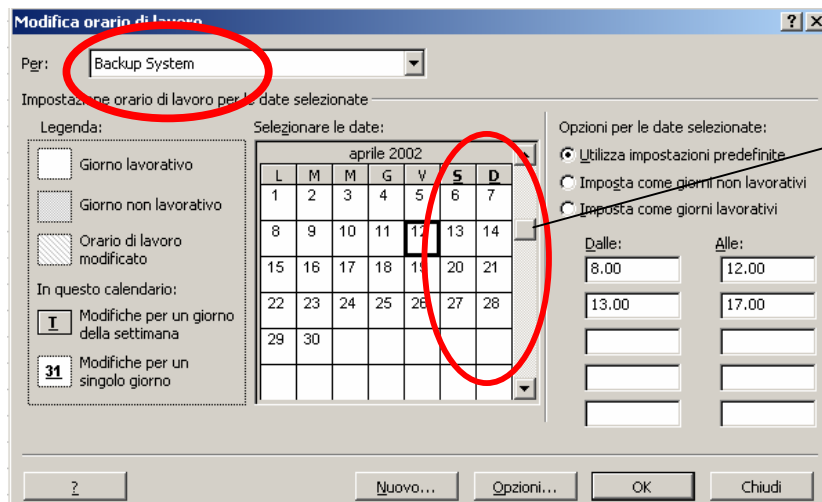 Modifica orario di lavoro
Per: Backup System
Impostazione orario di lavoro per le date selezionate
Legenda:
Giorno lavorativo
Giorno non lavorativo
Orario di lavoro
modificato
In questo calendario:
T Modifiche per un giorno
della settimana
31 Modifiche per un
singolo giorno
Selezionare le date:
aprile 2002
L M M G V S D
1 2 3 4 5 6 7
8 9 10 11 12 13 14
15 16 17 18 19 20 21
22 23 24 25 26 27 28
29 30
Opzioni per le date selezionate:
Utilizza impostazioni predefinite
Imposta come giorni non lavorativi
Imposta come giorni lavorativi
Dalle: Alle:
8.00 12.00
13.00 17.00
? Nuovo... Opzioni... OK Chiudi